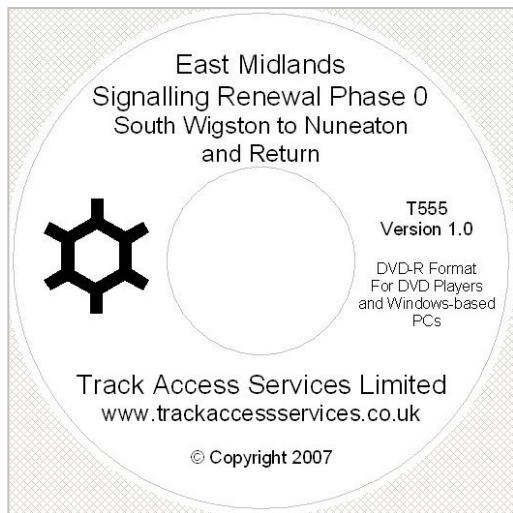 East Midlands
Signalling Renewal Phase 0
South Wigston to Nuneaton
and Return
T555
Version 1.0
DVD-R Format
For DVD Players
and Windows-based
PCs
Track Access Services Limited
www.trackaccessservices.co.uk
© Copyright 2007